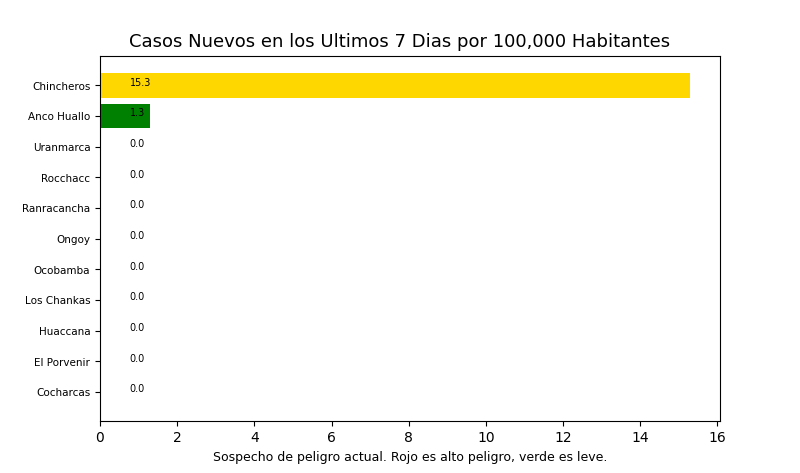 Casos Nuevos en los Ultimos 7 Dias por 100,000 Habitantes
Chincheros 15.3
Anco Huallo 1.3
Uranmarca 0.0
Rocchacc 0.0
Ranracancha 0.0
Ongoy 0.0
Ocobamba 0.0
Los Chankas 0.0
Huaccana 0.0
El Porvenir 0.0
Cocharcas 0.0
0 2 4 6 8 10 12 14 16
Sospecho de peligro actual. Rojo es alto peligro, verde es leve.